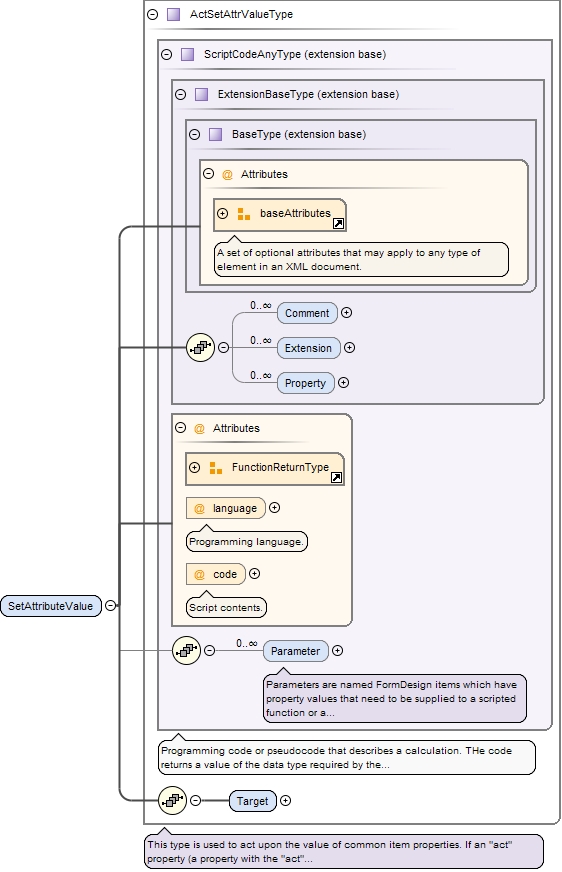 ActSetAttrValueType
ScriptCodeAnyType (extension base)
ExtensionBaseType (extension base)
BaseType (extension base)
@ Attributes
baseAttributes
A set of optional attributes that may apply to any type of
element in an XML document.
0..∞
Comment
0..∞
Extension
0..∞
Property
@ Attributes
FunctionReturnType
@ language
Programming language.
@ code
Script contents.
SetAttributeValue
0..∞
Parameter
Parameters are named FormDesign items which have
property values that need to be supplied to a scripted
function or a...
Programming code or pseudocode that describes a calculation. THe code
returns a value of the data type required by the...
Target
This type is used to act upon the value of common item properties. If an "act"
property (a property with the "act"...